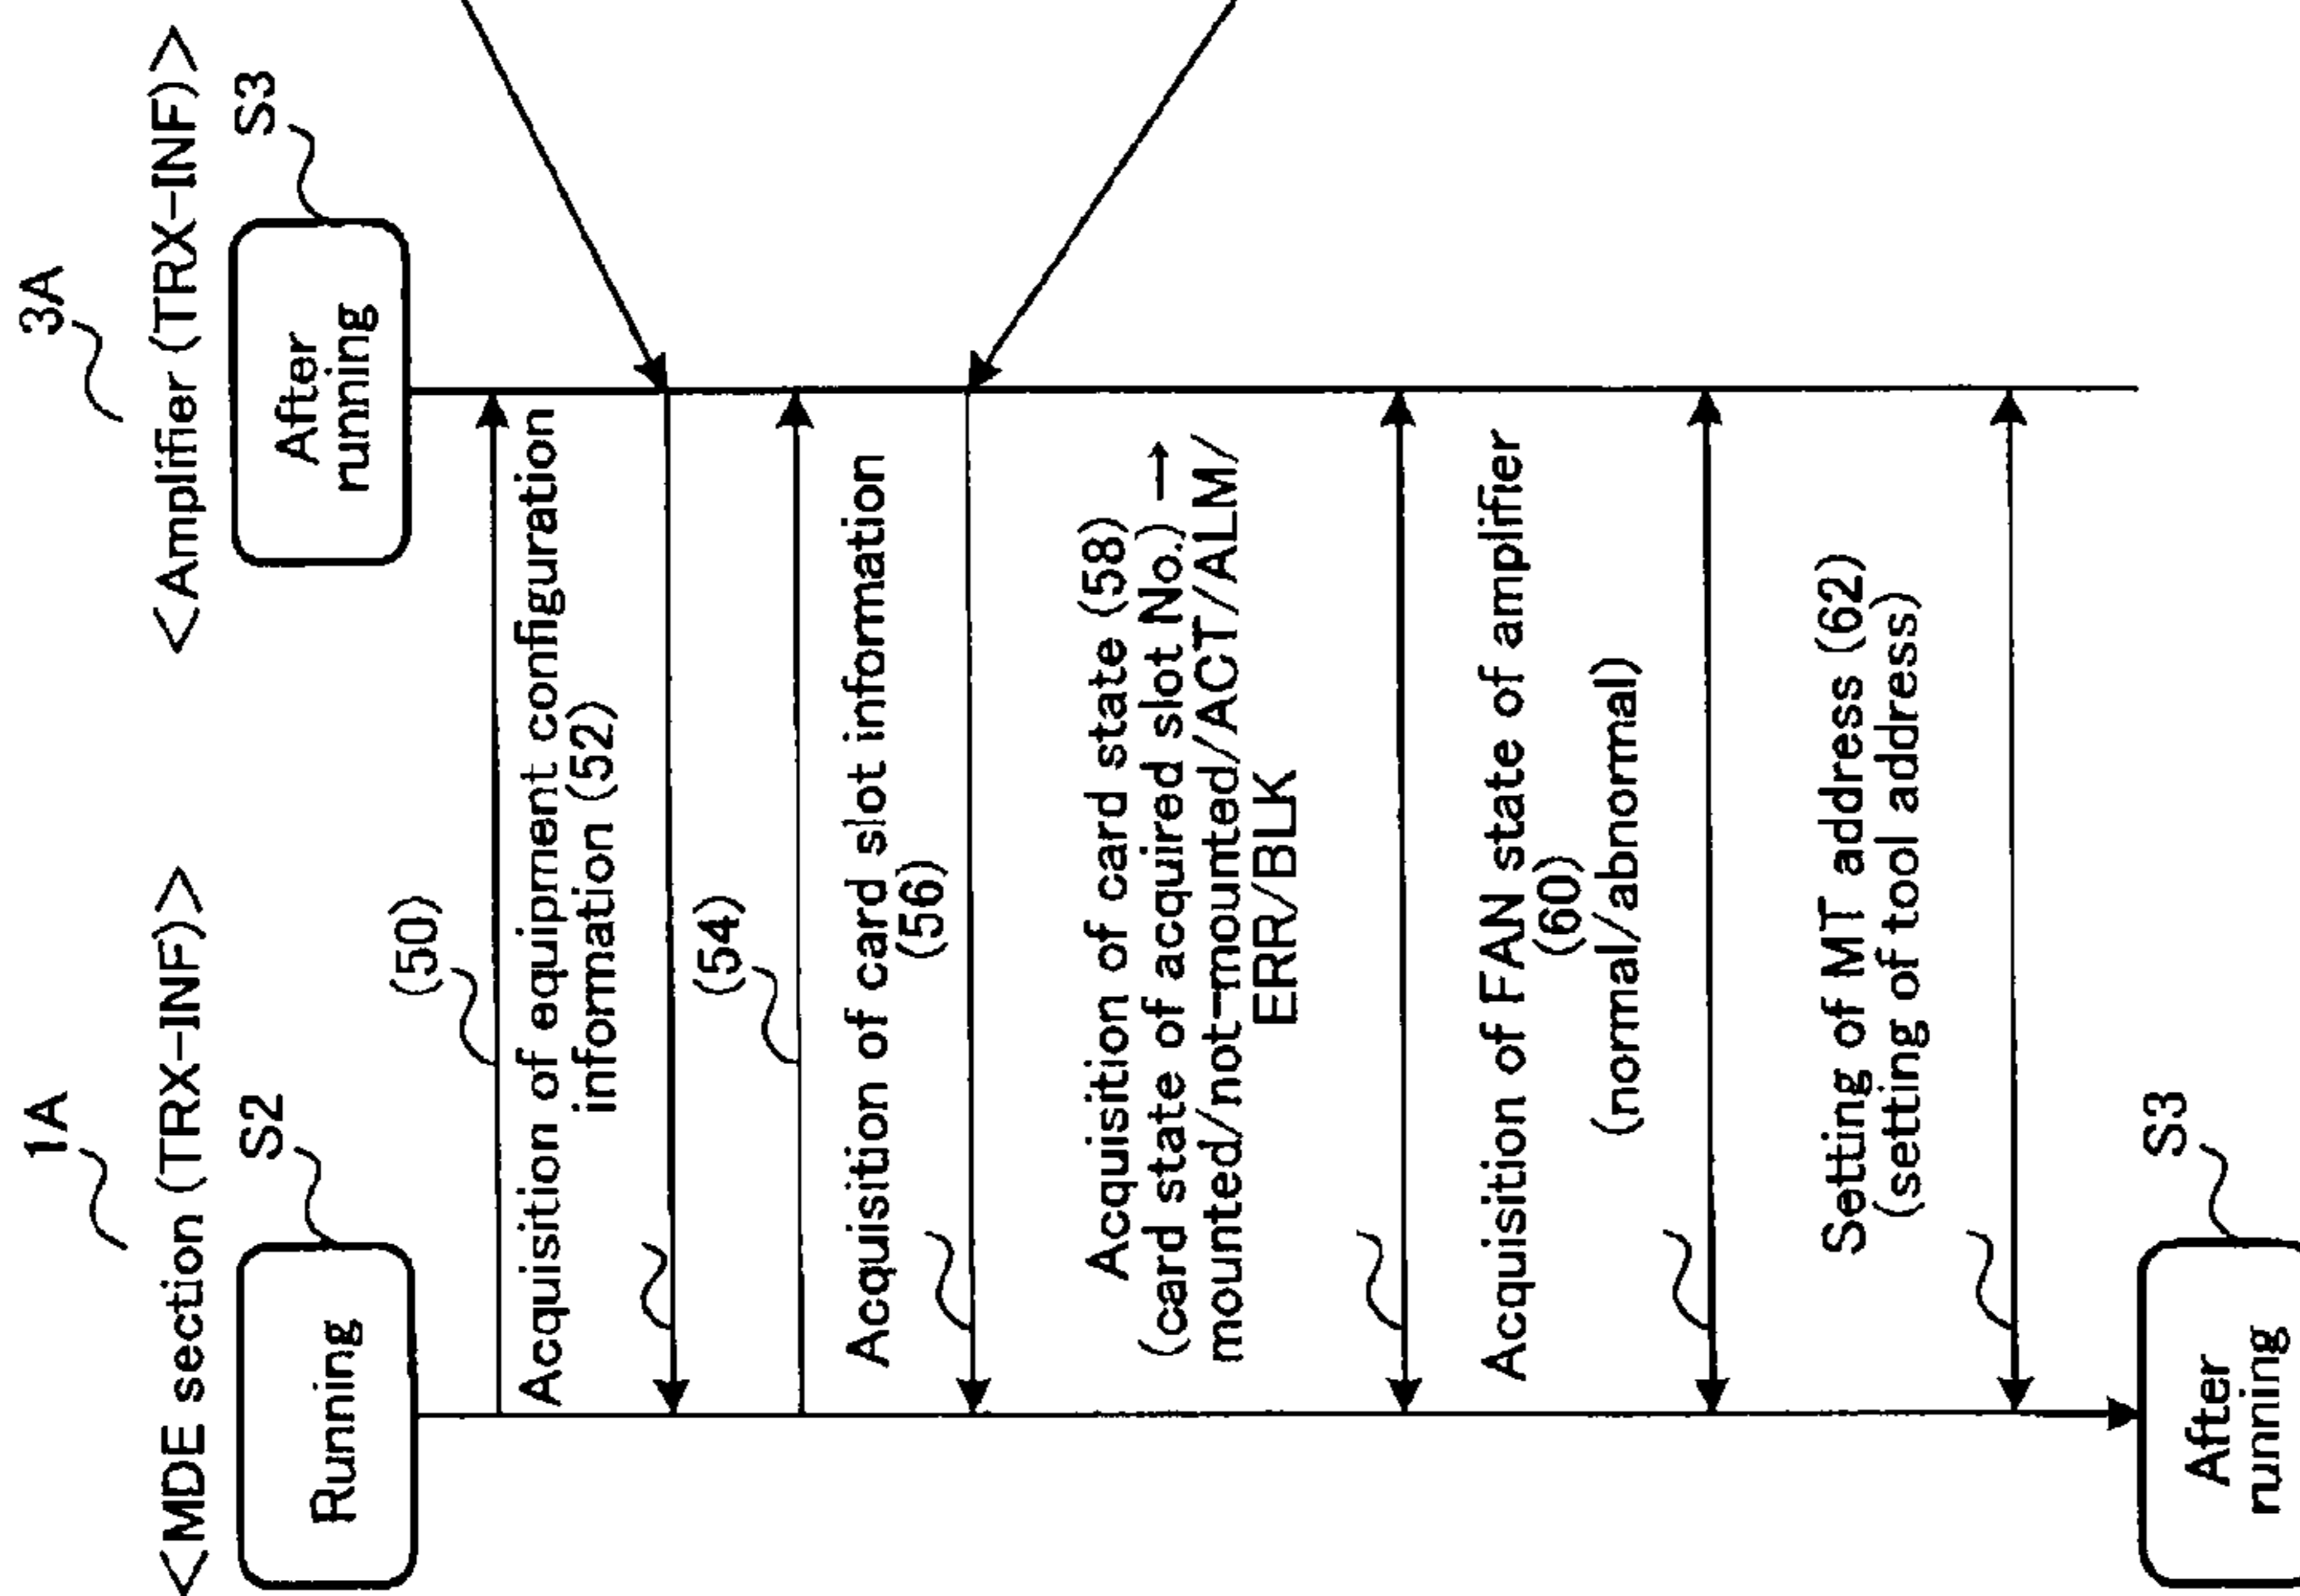 1A
<MDE section (TRX-INF)>
S2
Running
3A
<Amplifier (TRX-INF)>
S3
After
running
(50)
Acquisition of equipment configuration
information (52)
(54)
Acquisition of card slot information
(56)
Acquisition of card state (58)
(card state of acquired slot No.) →
mounted/not-mounted/ACT/ALM/
ERR/BLK
Acquisition of FAN state of amplifier
(60)
(normal/abnormal)
Setting of MT address (62)
(setting of tool address)
S3
After
running